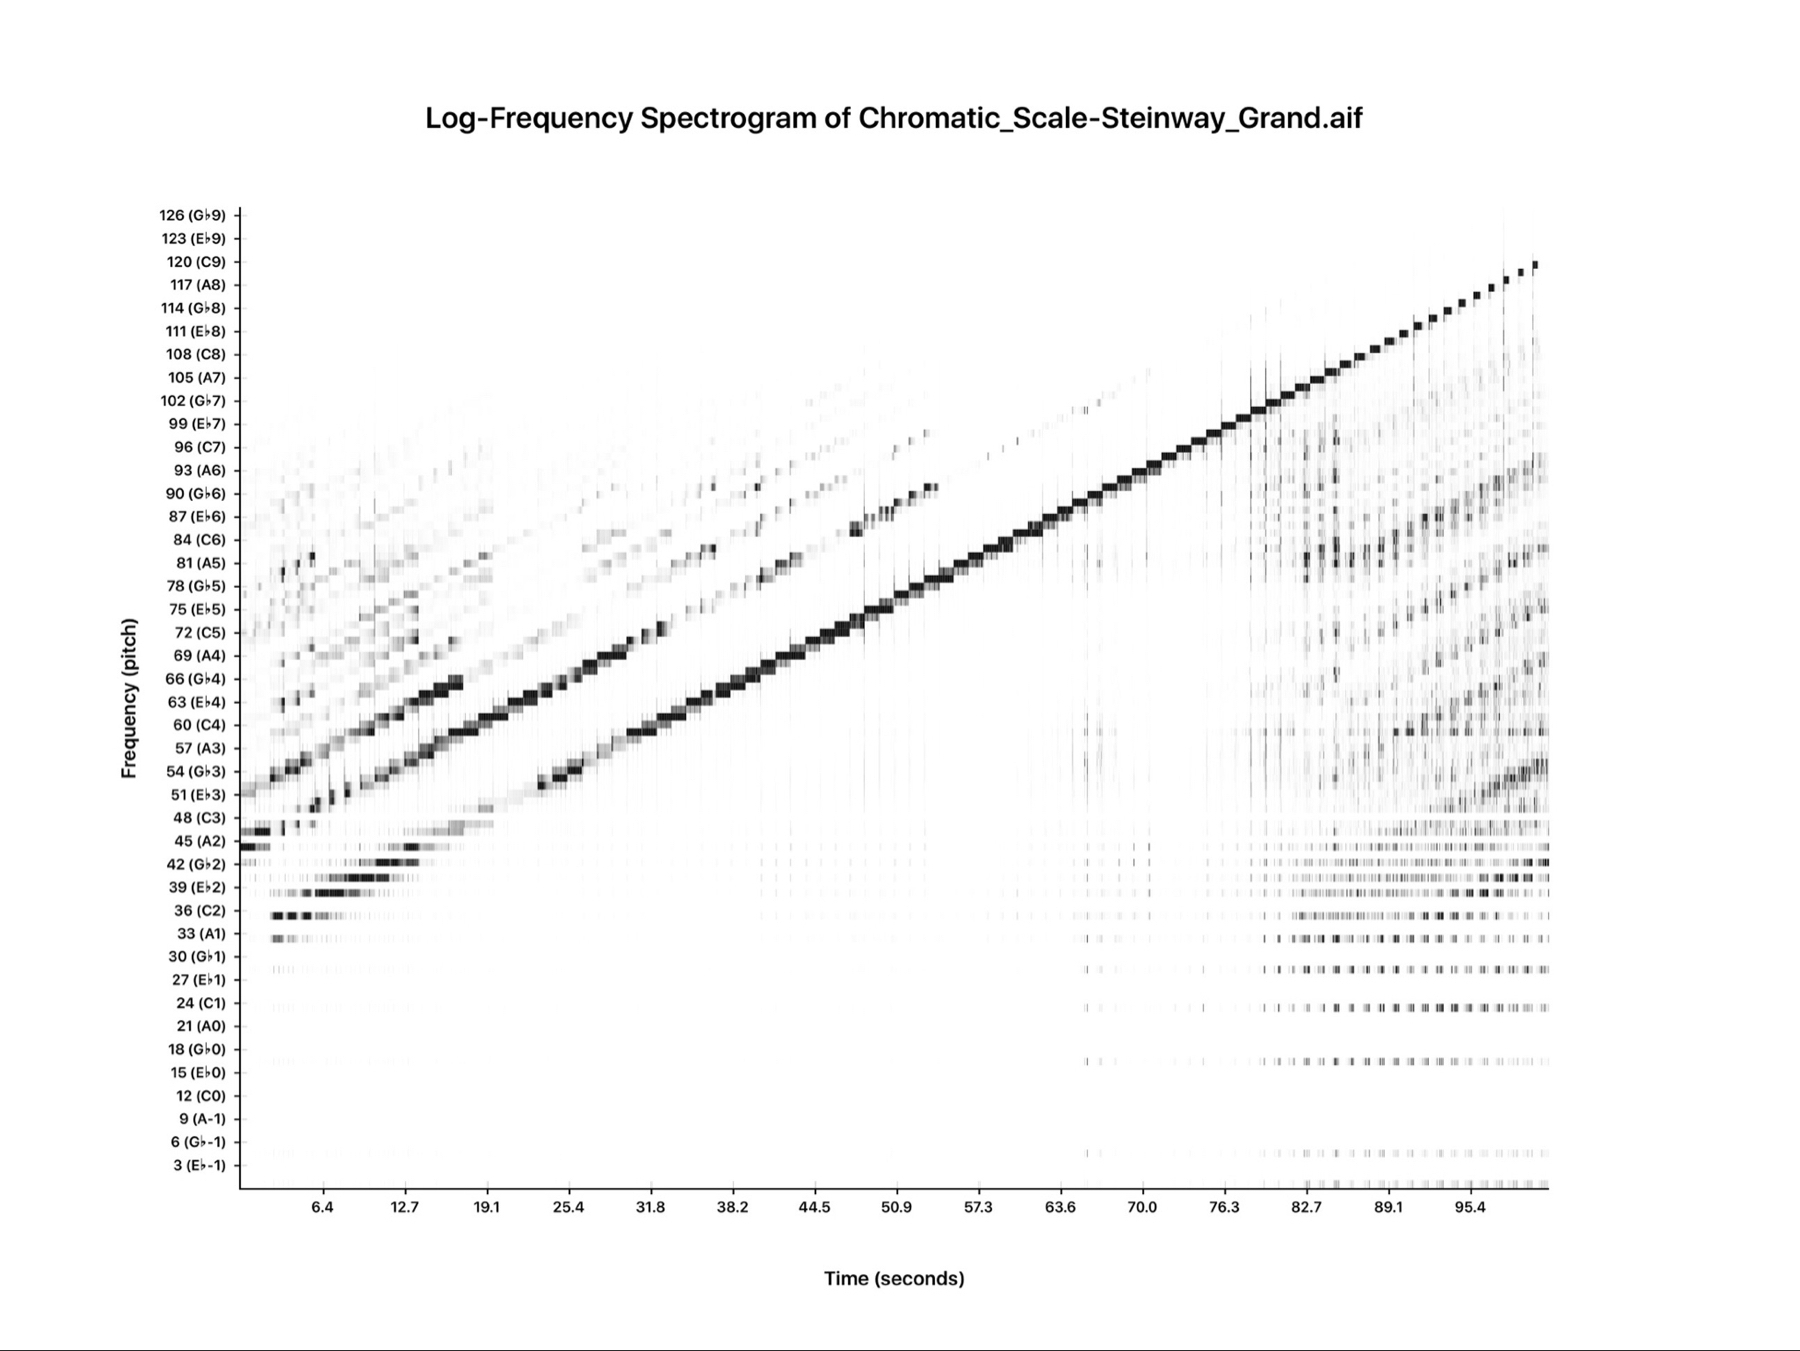 Log-Frequency Spectrogram of Chromatic_Scale-Steinway_Grand.aif
126 (G♭9)
123 (E♭9)
120 (C9)
117 (A8)
114 (G♭8)
111 (E♭8)
108 (C8)
105 (A7)
102 (G♭7)
99 (E♭7)
96 (C7)
93 (A6)
90 (G♭6)
87 (E♭6)
84 (C6)
81 (A5)
78 (G♭5)
75 (E♭5)
72 (C5)
69 (A4)
66 (G♭4)
63 (E♭4)
60 (C4)
57 (A3)
54 (G♭3)
51 (E♭3)
48 (C3)
45 (A2)
42 (G♭2)
39 (E♭2)
36 (C2)
33 (A1)
30 (G♭1)
27 (E♭1)
24 (C1)
21 (A0)
18 (G♭0)
15 (E♭0)
12 (C0)
9 (A-1)
6 (G♭-1)
3 (E♭-1)
Frequency (pitch)
6.4 12.7 19.1 25.4 31.8 38.2 44.5 50.9 57.3 63.6 70.0 76.3 82.7 89.1 95.4
Time (seconds)